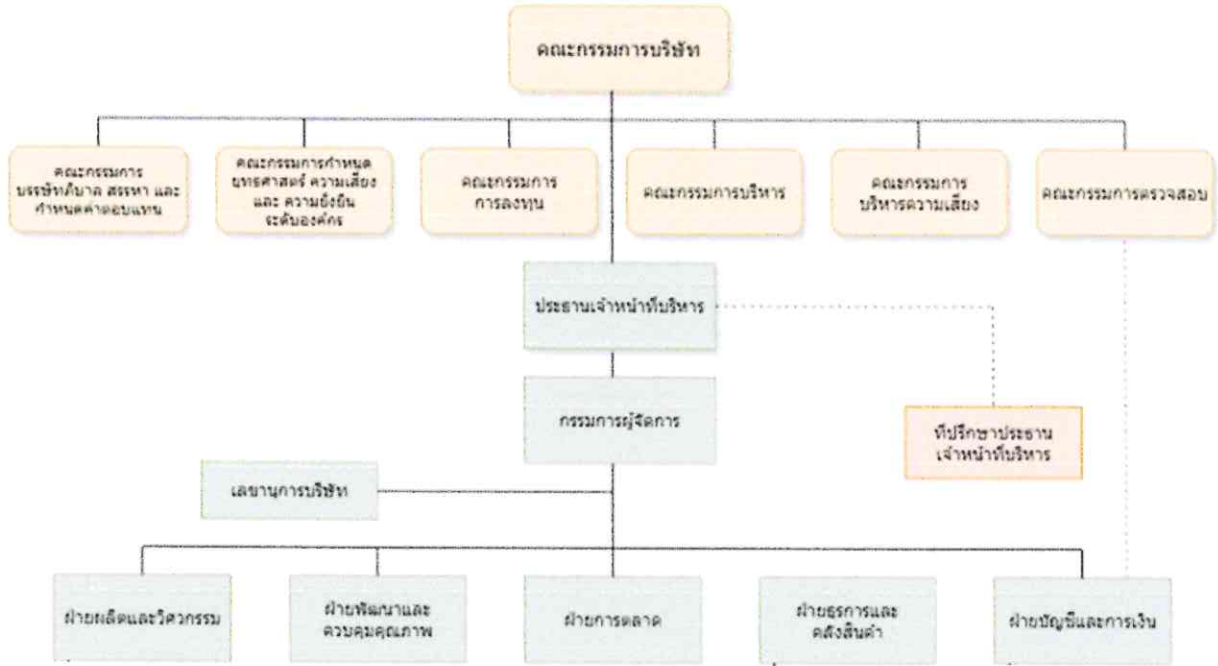 คณะกรรมการบริษัท
คณะกรรมการ
บรรษัทภิบาล สรรหา และ
กำหนดค่าตอบแทน
คณะกรรมการกำหนด
ยุทธศาสตร์ ความเสี่ยง
และ ความยั่งยืน
ระดับองค์กร
คณะกรรมการ
การลงทุน
คณะกรรมการบริหาร
คณะกรรมการ
บริหารความเสี่ยง
คณะกรรมการตรวจสอบ
ประธานเจ้าหน้าที่บริหาร
กรรมการผู้จัดการ
ที่ปรึกษาประธาน
เจ้าหน้าที่บริหาร
เลขานุการบริษัท
ฝ่ายผลิตและวิศวกรรม
ฝ่ายพัฒนาและ
ควบคุมคุณภาพ
ฝ่ายการตลาด
ฝ่ายธุรการและ
คลังสินค้า
ฝ่ายบัญชีและการเงิน